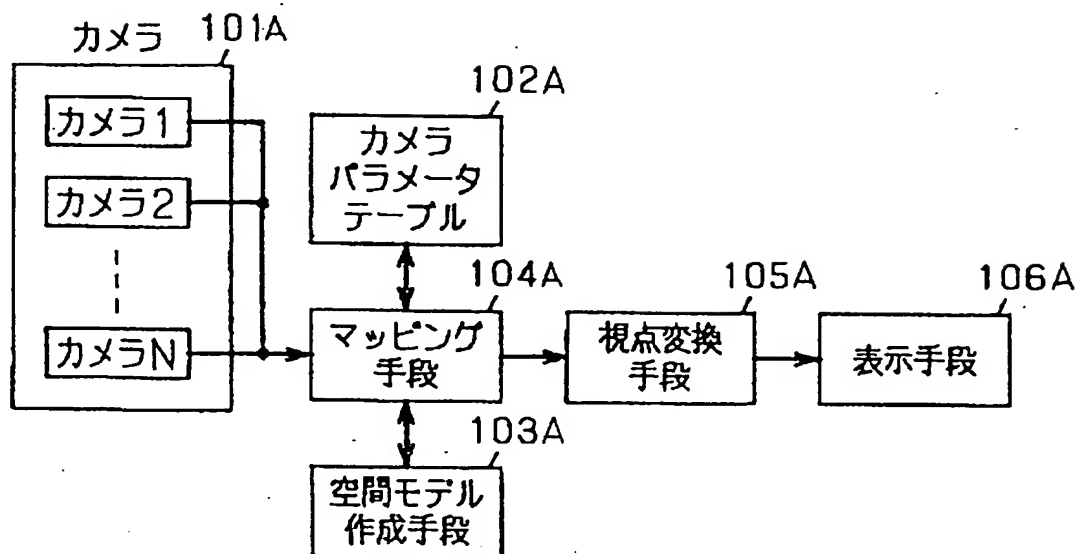 カメラ
101A
カメラ1
カメラ2
カメラN
102A
カメラ
パラメータ
テーブル
104A
マッピング
手段
103A
空間モデル
作成手段
105A
視点変換
手段
106A
表示手段